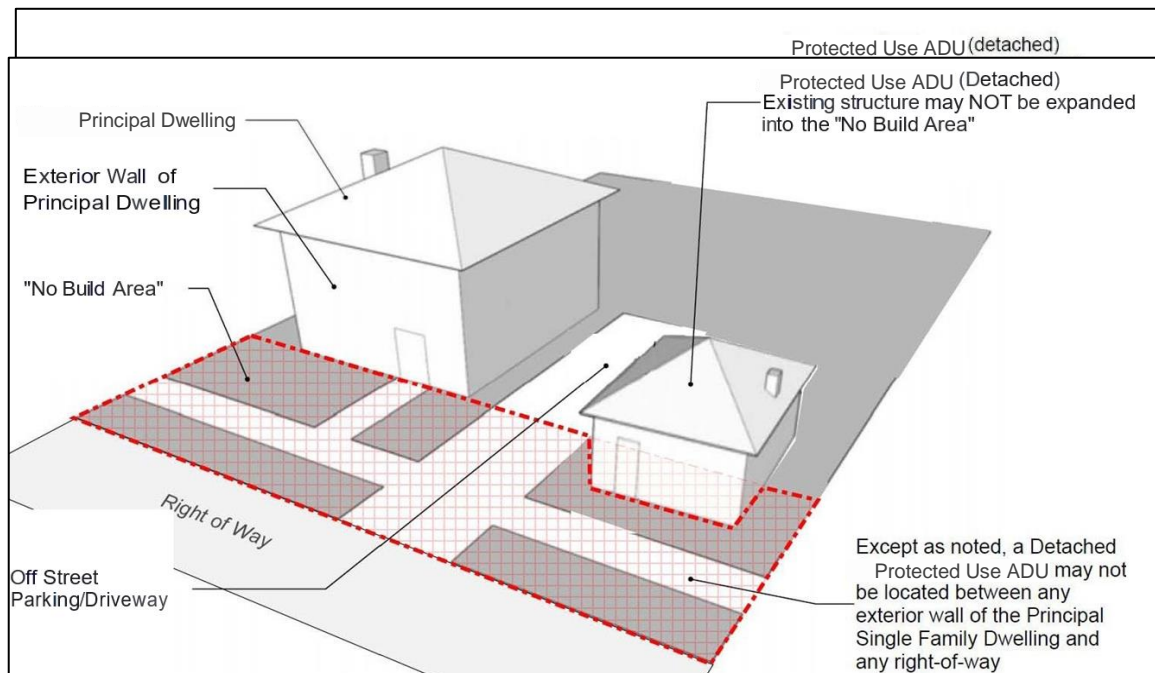 Protected Use ADU (detached)
Protected Use ADU (Detached)
Existing structure may NOT be expanded
into the "No Build Area"
Principal Dwelling
Exterior Wall of
Principal Dwelling
"No Build Area"
Right of Way
Off Street
Parking/Driveway
Except as noted, a Detached
Protected Use ADU may not
be located between any
exterior wall of the Principal
Single Family Dwelling and
any right-of-way